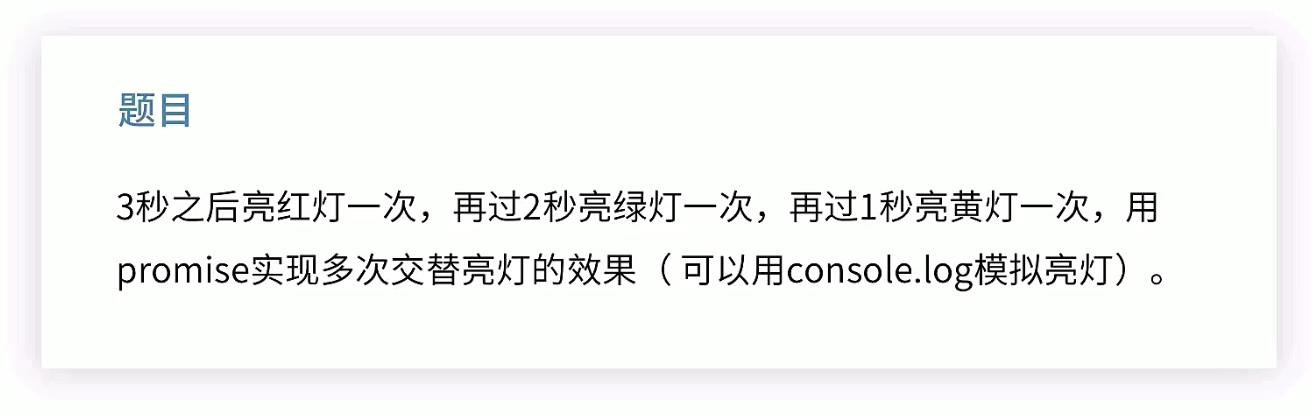 题目
3秒之后亮红灯一次，再过2秒亮绿灯一次，再过1秒亮黄灯一次，用
promise实现多次交替亮灯的效果（ 可以用console.log模拟亮灯）。